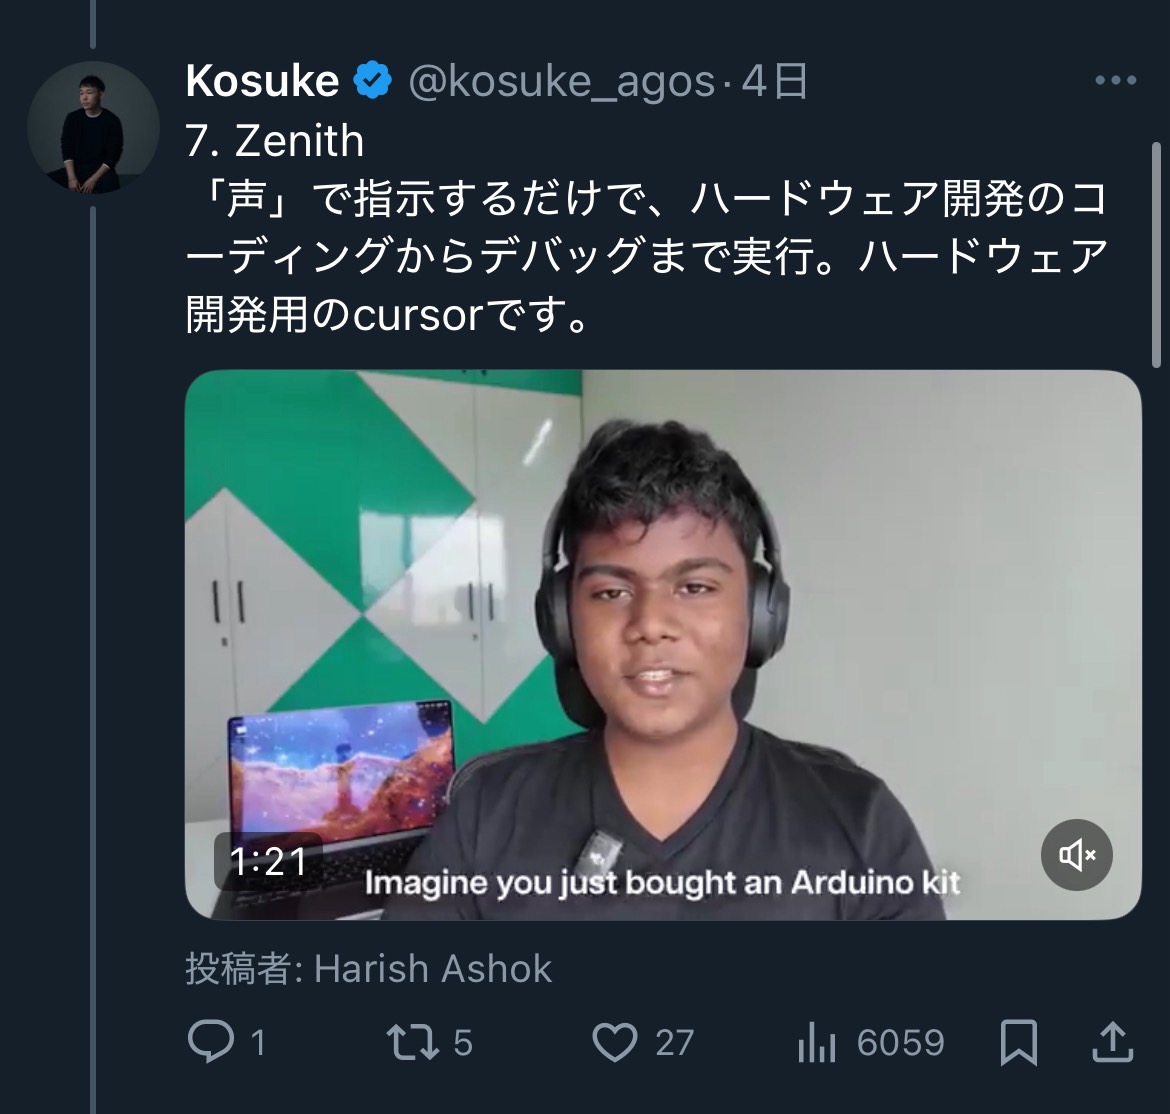 Kosuke @kosuke_agos · 4日
7. Zenith
「声」で指示するだけで、ハードウェア開発のコ
ーディングからデバッグまで実行。ハードウェア
開発用のcursorです。
1:21
Imagine you just bought an Arduino kit
投稿者: Harish Ashok
1 5 27 6059